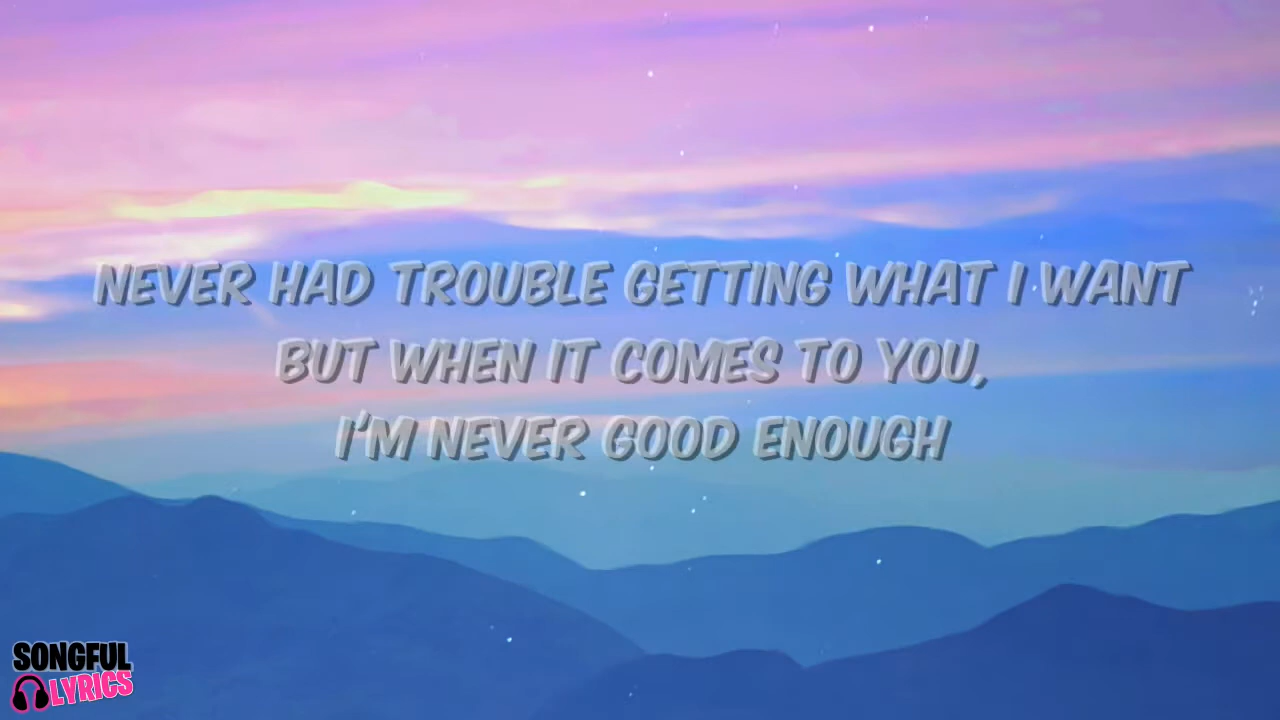 NEVER HAD TROUBLE GETTING WHAT I WANT
BUT WHEN IT COMES TO YOU,
I'M NEVER GOOD ENOUGH
SONGFUL
LYRICS